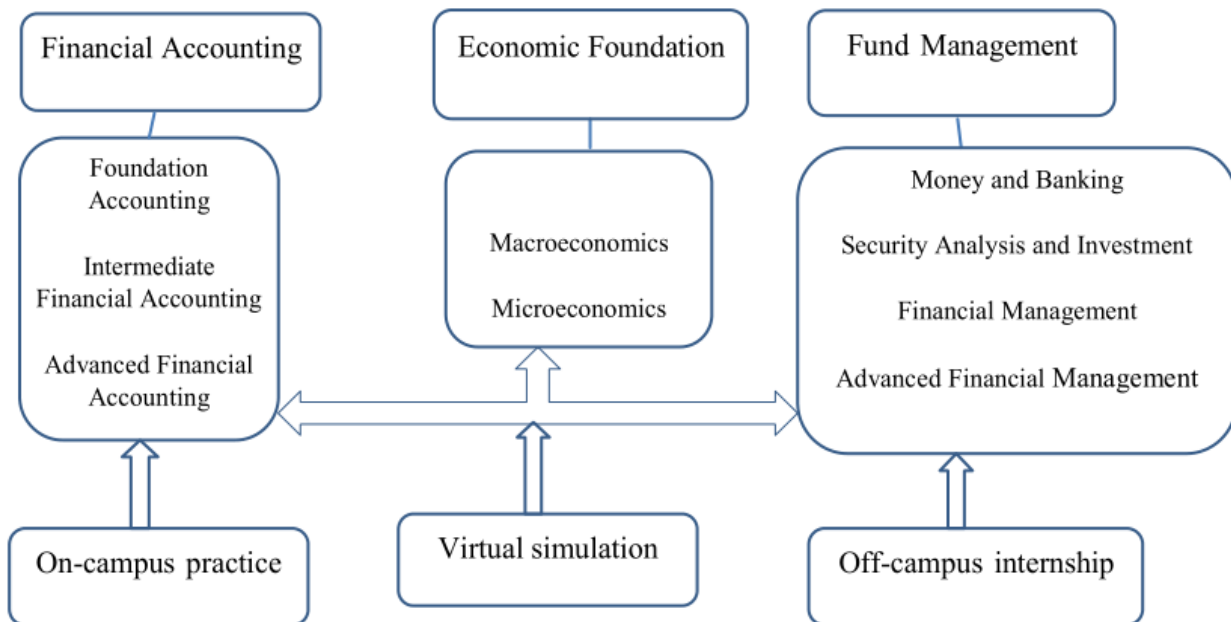 Financial Accounting
Economic Foundation
Fund Management
Foundation
Accounting
Intermediate
Financial Accounting
Advanced Financial
Accounting
Macroeconomics
Microeconomics
Money and Banking
Security Analysis and Investment
Financial Management
Advanced Financial Management
On-campus practice
Virtual simulation
Off-campus internship